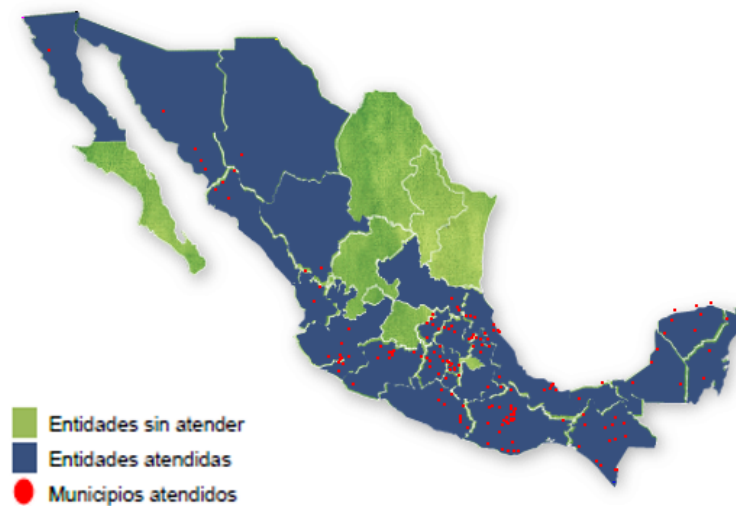 Entidades sin atender
Entidades atendidas
Municipios atendidos